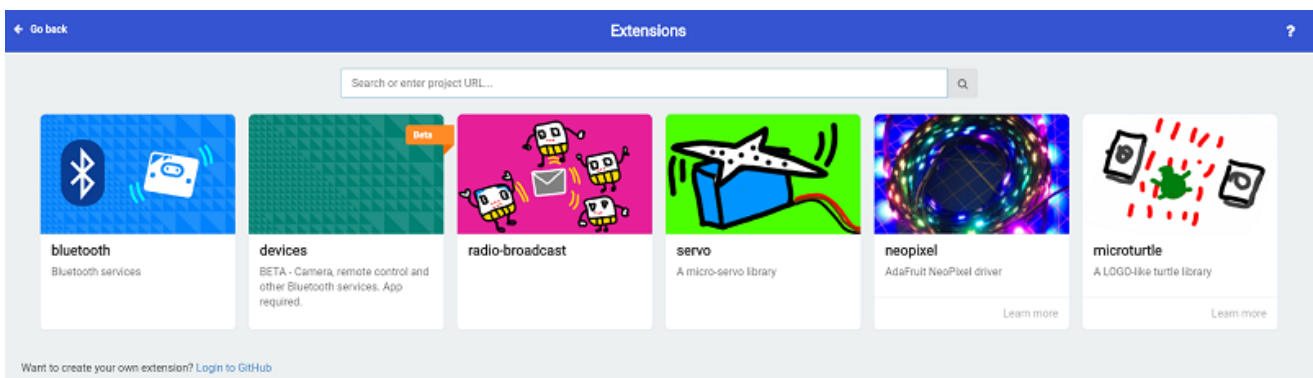 Go back
Extensions
?
Search or enter project URL...
Beta
bluetooth
Bluetooth services
devices
BETA - Camera, remote control and
other Bluetooth services. App
required.
radio-broadcast
servo
A micro-servo library
neopixel
AdaFruit NeoPixel driver
Learn more
microturtle
A LOGO-like turtle library
Learn more
Want to create your own extension? Login to GitHub